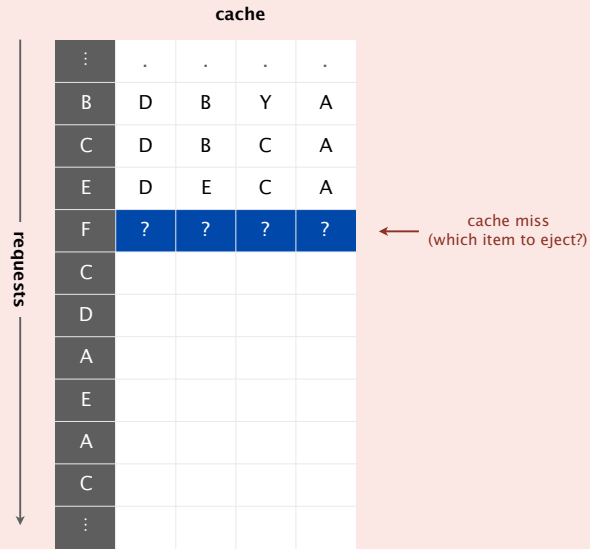 cache
⋮ . . . .
B D B Y A
C D B C A
E D E C A
F ? ? ? ?
cache miss
(which item to eject?)
C
D
A
E
A
C
⋮
requests